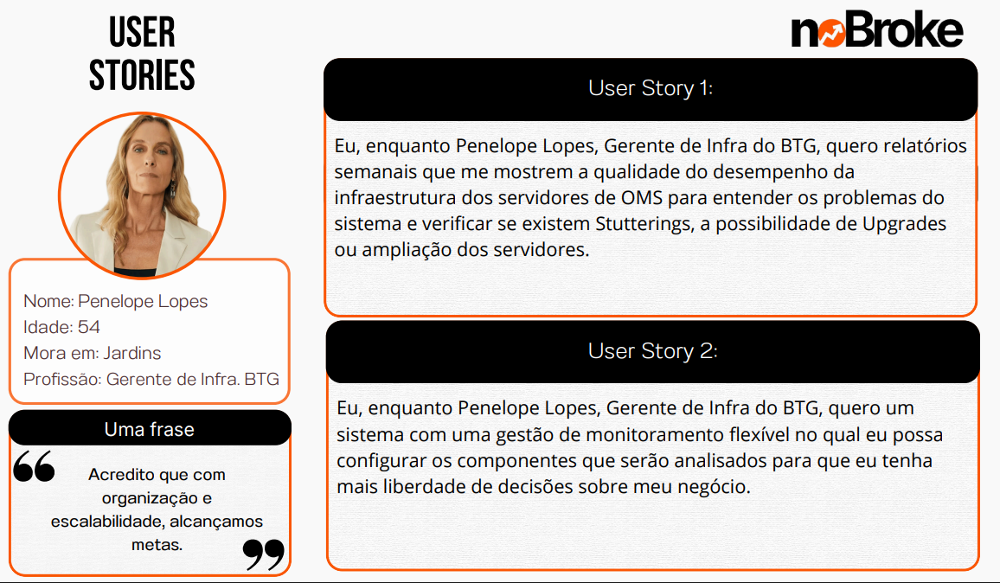 USER
STORIES
noBroke
Nome: Penelope Lopes
Idade: 54
Mora em: Jardins
Profissão: Gerente de Infra. BTG
Uma frase
“
Acredito que com
organização e
escalabilidade, alcançamos
metas.
”
User Story 1:
Eu, enquanto Penelope Lopes, Gerente de Infra do BTG, quero relatórios
semanais que me mostrem a qualidade do desempenho da
infraestrutura dos servidores de OMS para entender os problemas do
sistema e verificar se existem Stutterings, a possibilidade de Upgrades
ou ampliação dos servidores.
User Story 2:
Eu, enquanto Penelope Lopes, Gerente de Infra do BTG, quero um
sistema com uma gestão de monitoramento flexível no qual eu possa
configurar os componentes que serão analisados para que eu tenha
mais liberdade de decisões sobre meu negócio.